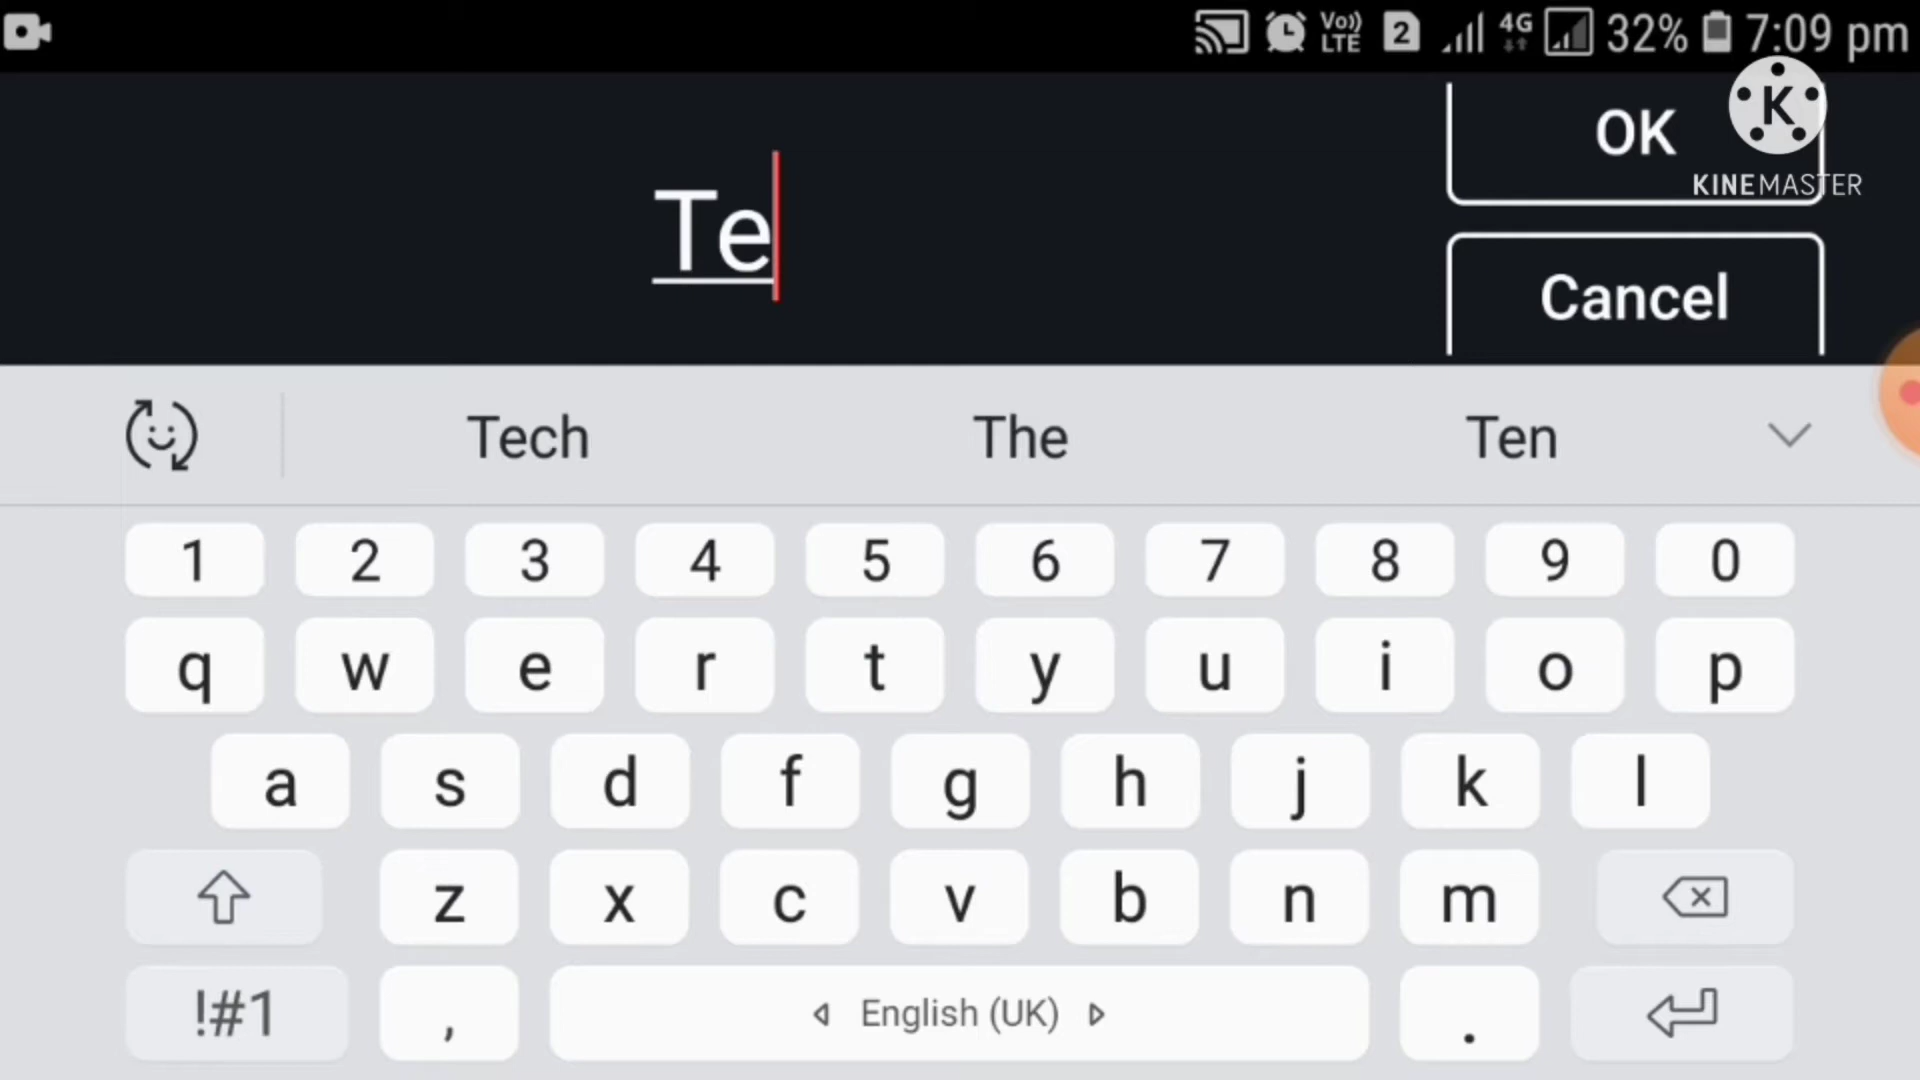 Vo)) LTE 2 4G 32% 7:09 pm
OK
K
KINEMASTER
Te
Cancel
Tech The Ten
1 2 3 4 5 6 7 8 9 0
q w e r t y u i o p
a s d f g h j k l
z x c v b n m
!#1 , English (UK) .